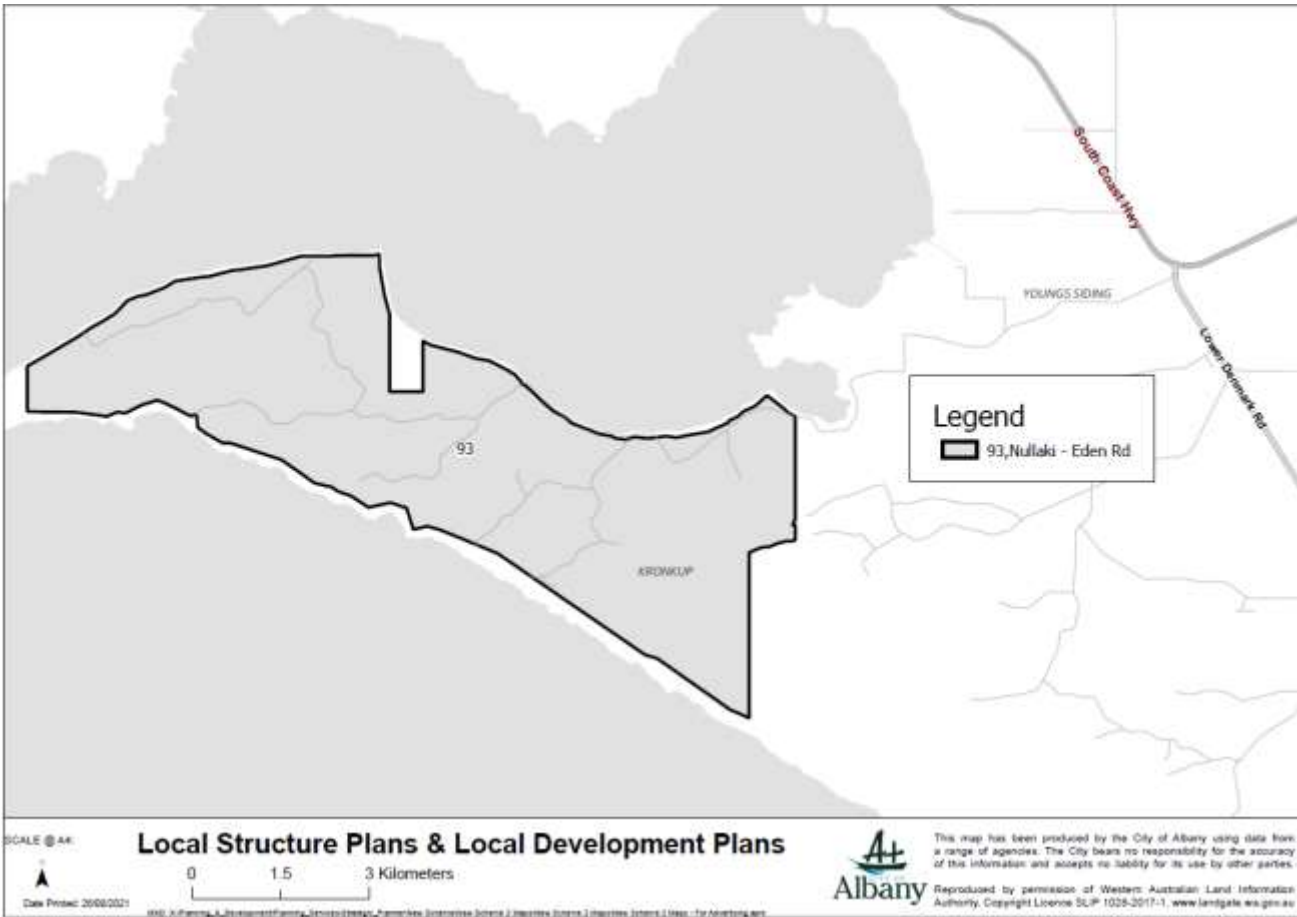 South Coast Hwy
YOUNGS SIDING
Lower Denmark Rd
Legend
93,Nullaki - Eden Rd
93
KRONKUP
SCALE @ A4:
Local Structure Plans & Local Development Plans
0 1.5 3 Kilometers
Date Printed: 26/08/2021
Albany
This map has been produced by the City of Albany using data from
a range of agencies. The City bears no responsibility for the accuracy
of this information and accepts no liability for its use by other parties.
Reproduced by permission of Western Australian Land Information
Authority, Copyright Licence SLIP 1028-2017-1, www.landgate.wa.gov.au